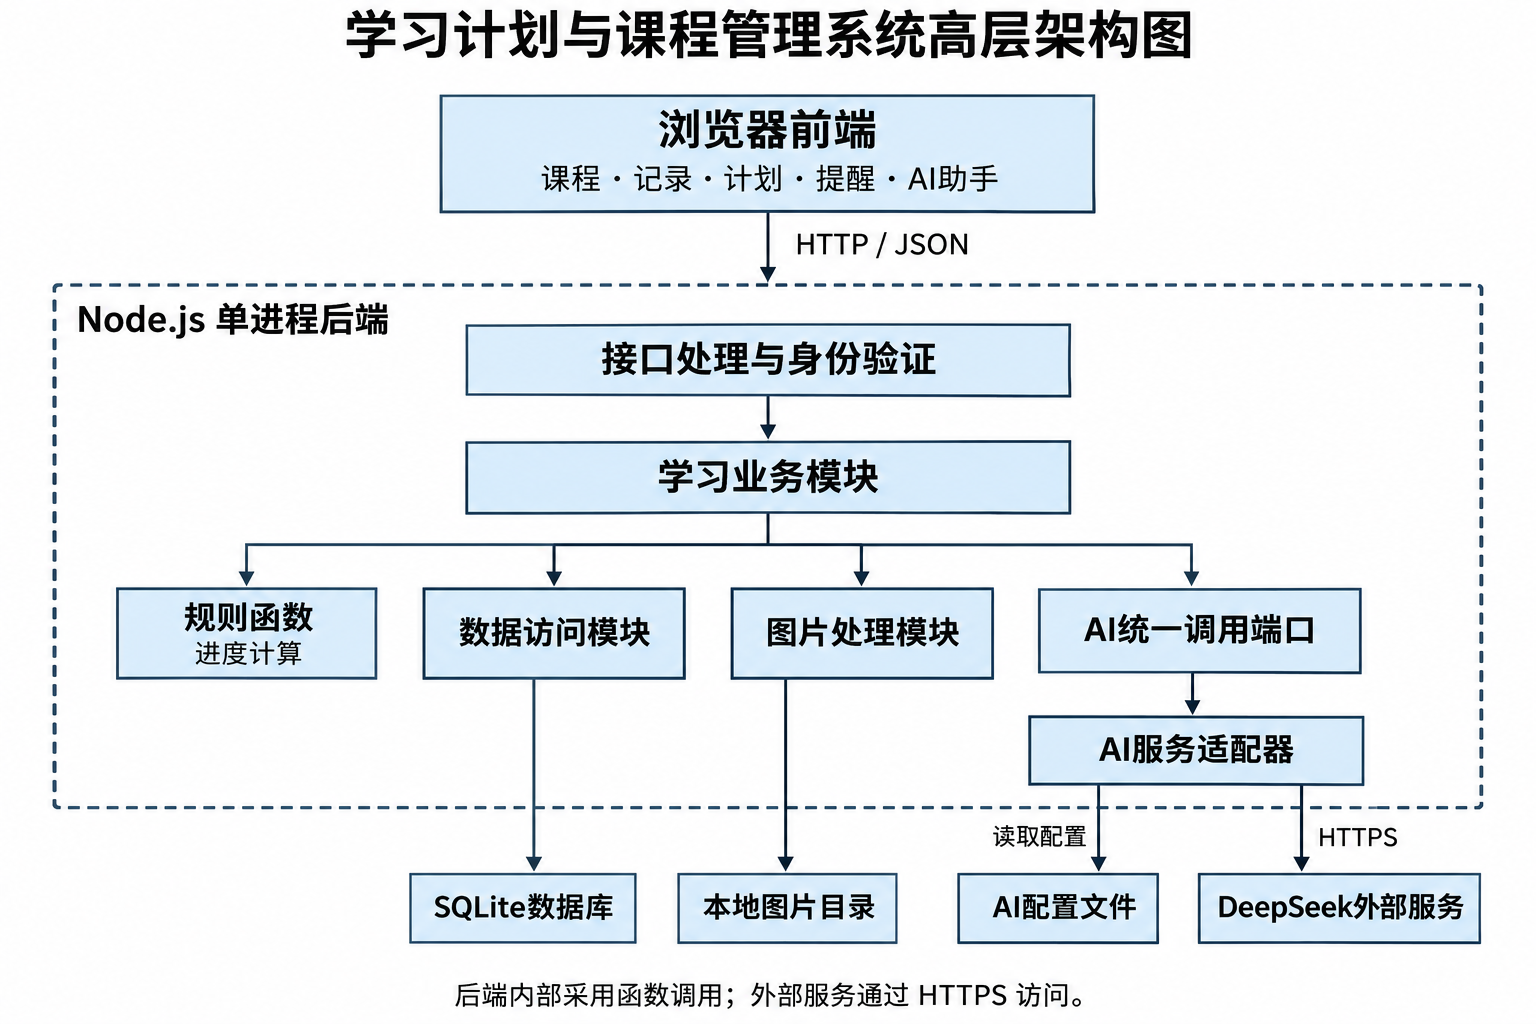 学习计划与课程管理系统高层架构图
浏览器前端
课程・记录・计划・提醒・AI助手
HTTP / JSON
Node.js 单进程后端
接口处理与身份验证
学习业务模块
规则函数
进度计算
数据访问模块
图片处理模块
AI统一调用端口
AI服务适配器
读取配置
HTTPS
SQLite数据库
本地图片目录
AI配置文件
DeepSeek外部服务
后端内部采用函数调用；外部服务通过 HTTPS 访问。